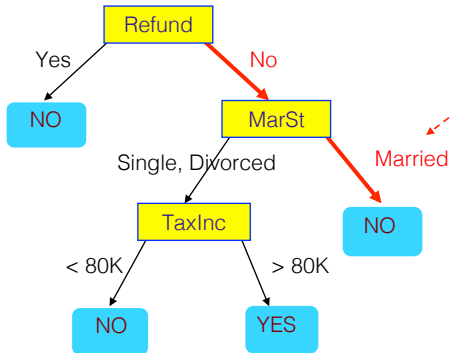 Refund
Yes
No
NO
MarSt
Single, Divorced
Married
TaxInc
NO
< 80K
> 80K
NO
YES